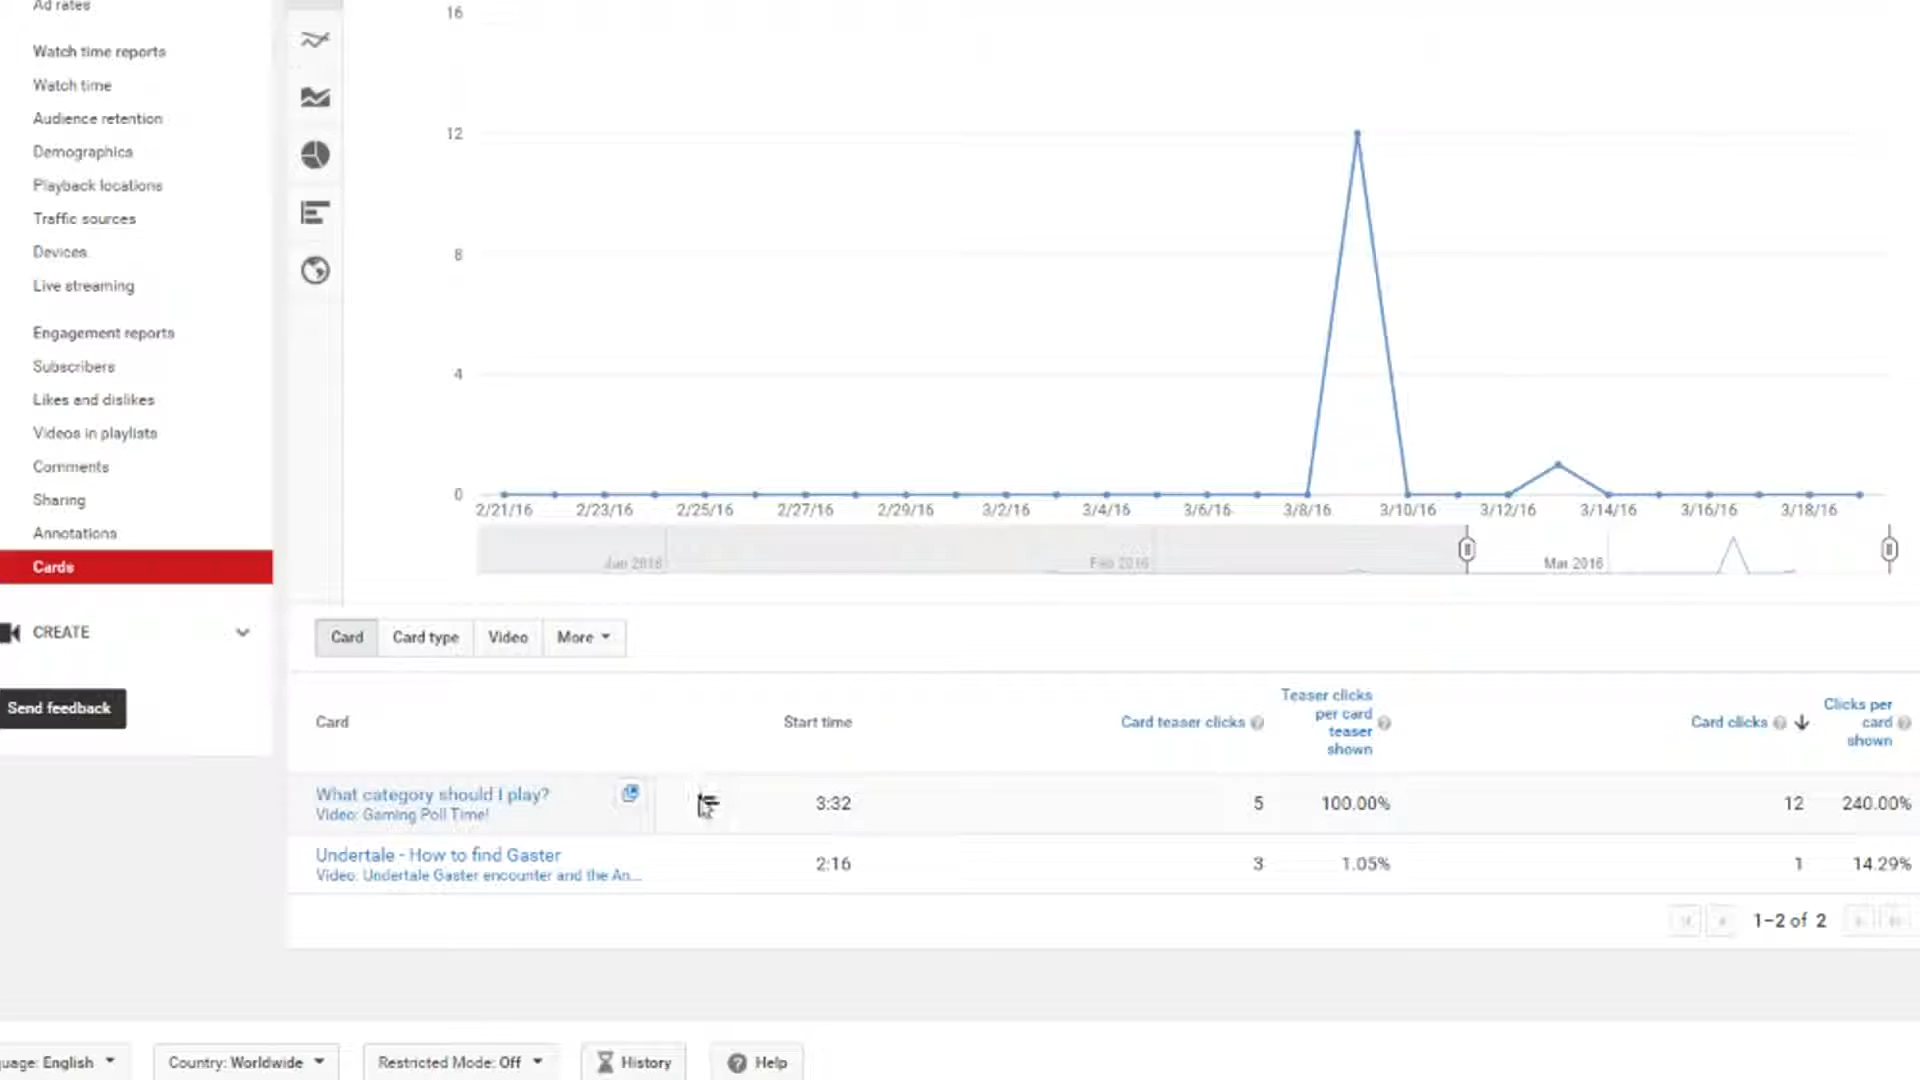 Ad rates
Watch time reports
Watch time
Audience retention
Demographics
Playback locations
Traffic sources
Devices
Live streaming
Engagement reports
Subscribers
Likes and dislikes
Videos in playlists
Comments
Sharing
Annotations
Cards
CREATE
Send feedback
16
12
8
4
0
2/21/16 2/23/16 2/25/16 2/27/16 2/29/16 3/2/16 3/4/16 3/6/16 3/8/16 3/10/16 3/12/16 3/14/16 3/16/16 3/18/16
Jan 2016 Feb 2016 Mar 2016
Card Card type Video More
Card Start time Card teaser clicks Teaser clicks per card teaser shown Card clicks Clicks per card shown
What category should I play? 3:32 5 100.00% 12 240.00%
Video: Gaming Poll Time!
Undertale - How to find Gaster 2:16 3 1.05% 1 14.29%
Video: Undertale Gaster encounter and the An...
1–2 of 2
uage: English Country: Worldwide Restricted Mode: Off History Help